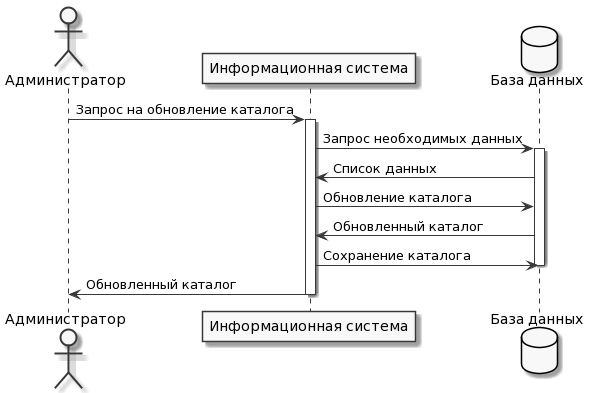 Администратор
Информационная система
База данных
Запрос на обновление каталога
Запрос необходимых данных
Список данных
Обновление каталога
Обновленный каталог
Сохранение каталога
Обновленный каталог
Администратор
Информационная система
База данных